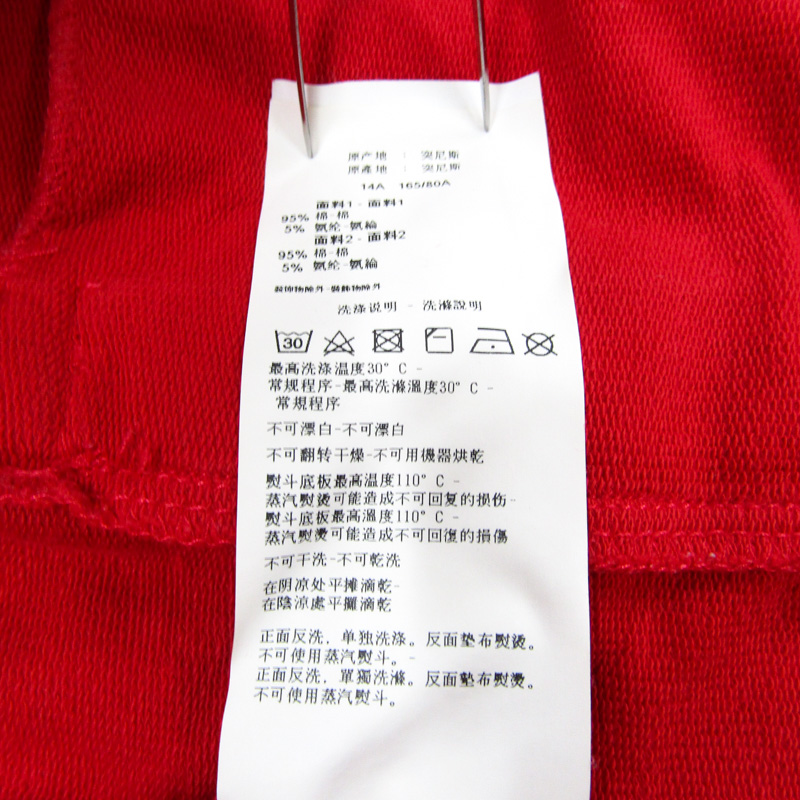 原产地 : 突尼斯
原產地 : 突尼斯
14A 165/80A
面料1 - 面料1
95% 棉-棉
5% 氨纶-氨綸
面料2 - 面料2
95% 棉-棉
5% 氨纶-氨綸
装饰物除外-裝飾物除外
洗涤说明 - 洗滌說明
30
最高洗涤温度30° C -
常规程序-最高洗滌溫度30° C -
常規程序
不可漂白-不可漂白
不可翻转干燥-不可用機器烘乾
熨斗底板最高温度110° C -
蒸汽熨烫可能造成不可回复的损伤-
熨斗底板最高溫度110° C -
蒸汽熨燙可能造成不可回復的損傷
不可干洗-不可乾洗
在阴凉处平摊滴乾-
在陰涼處平攤滴乾
正面反洗，单独洗涤。反面垫布熨烫。
不可使用蒸汽熨斗。-
正面反洗，單獨洗滌。反面墊布熨燙。
不可使用蒸汽熨斗。